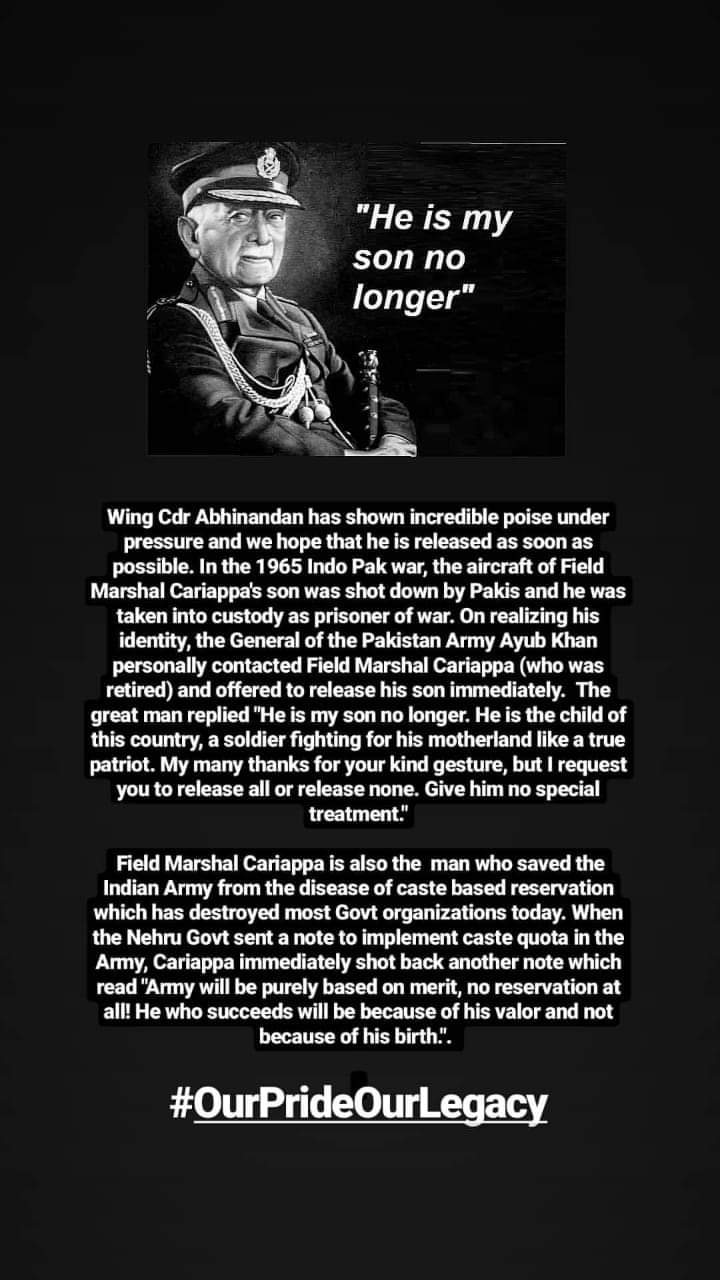 "He is my
son no
longer"
Wing Cdr Abhinandan has shown incredible poise under
pressure and we hope that he is released as soon as
possible. In the 1965 Indo Pak war, the aircraft of Field
Marshal Cariappa's son was shot down by Pakis and he was
taken into custody as prisoner of war. On realizing his
identity, the General of the Pakistan Army Ayub Khan
personally contacted Field Marshal Cariappa (who was
retired) and offered to release his son immediately. The
great man replied "He is my son no longer. He is the child of
this country, a soldier fighting for his motherland like a true
patriot. My many thanks for your kind gesture, but I request
you to release all or release none. Give him no special
treatment."
Field Marshal Cariappa is also the man who saved the
Indian Army from the disease of caste based reservation
which has destroyed most Govt organizations today. When
the Nehru Govt sent a note to implement caste quota in the
Army, Cariappa immediately shot back another note which
read "Army will be purely based on merit, no reservation at
all! He who succeeds will be because of his valor and not
because of his birth.".
#OurPrideOurLegacy